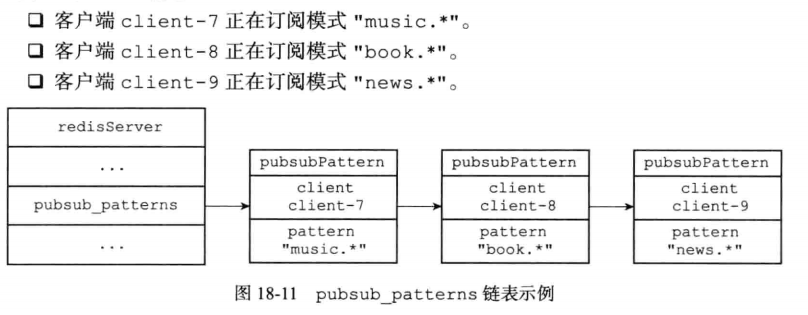 ❑ 客户端 client-7 正在订阅模式 "music.*"。
❑ 客户端 client-8 正在订阅模式 "book.*"。
❑ 客户端 client-9 正在订阅模式 "news.*"。
redisServer
...
pubsub_patterns
...
pubsubPattern
client
client-7
pattern
"music.*"
pubsubPattern
client
client-8
pattern
"book.*"
pubsubPattern
client
client-9
pattern
"news.*"
图 18-11 pubsub_patterns 链表示例